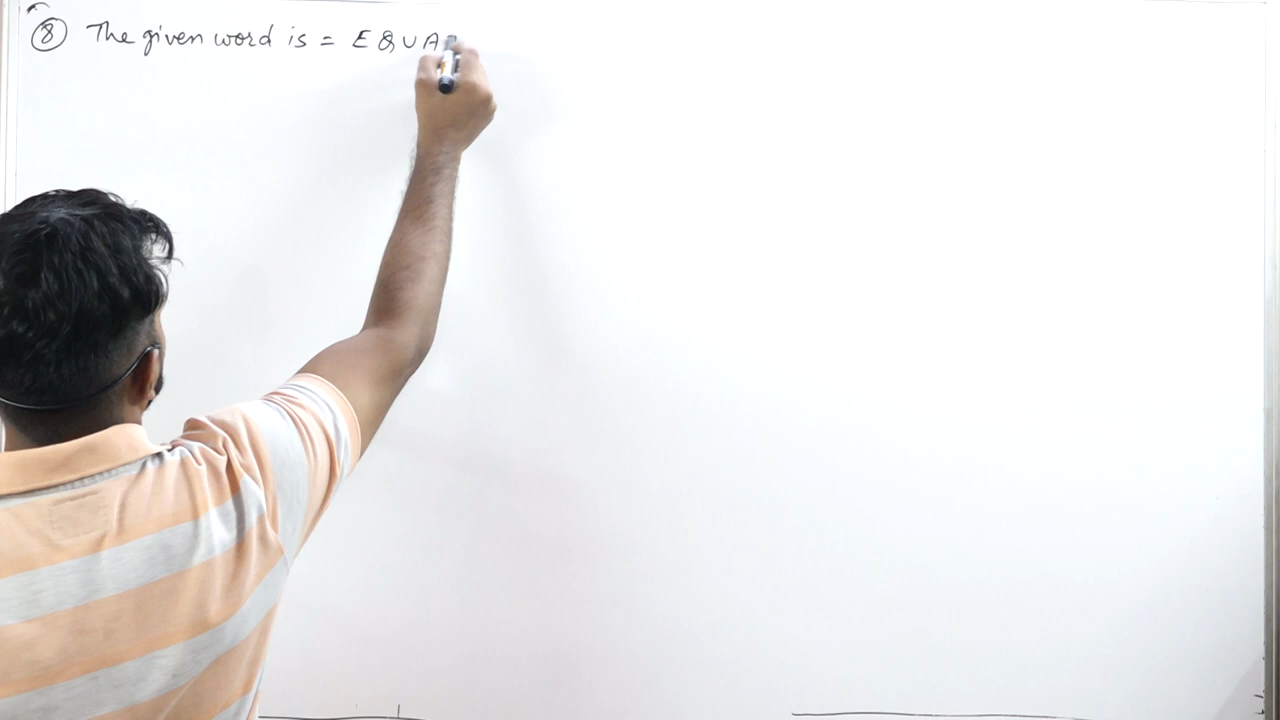 ⑧ The given word is = EQUA